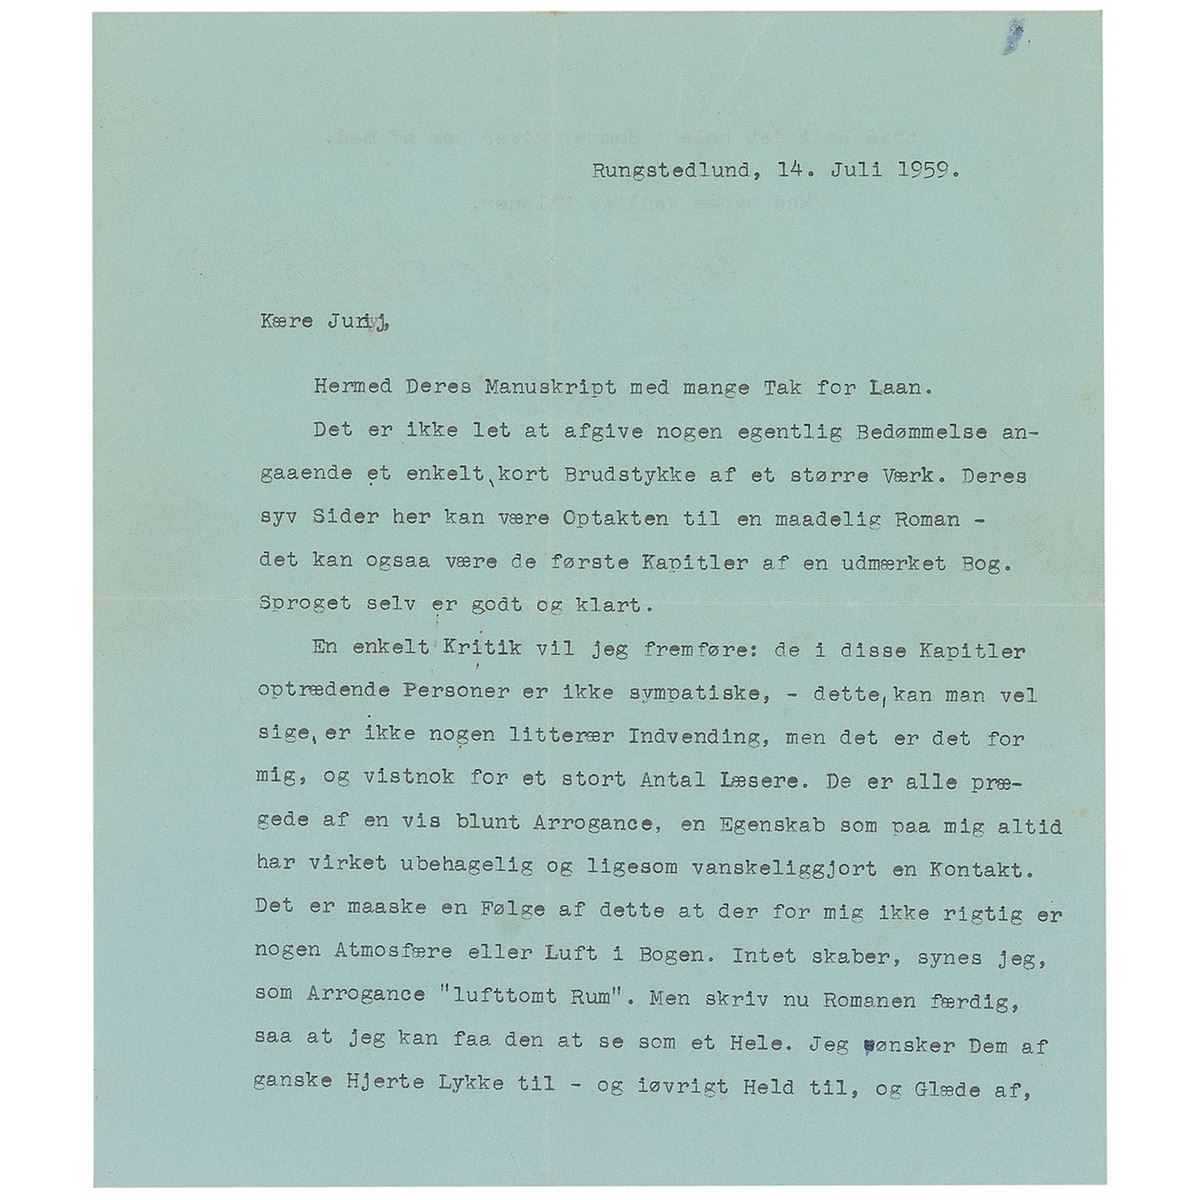 Rungstedlund, 14. Juli 1959.
Kære Jurij,
Hermed Deres Manuskript med mange Tak for Laan.
Det er ikke let at afgive nogen egentlig Bedømmelse an-
gaaende et enkelt, kort Brudstykke af et større Værk. Deres
syv Sider her kan være Optakten til en maadelig Roman -
det kan ogsaa være de første Kapitler af en udmærket Bog.
Sproget selv er godt og klart.
En enkelt Kritik vil jeg fremføre: de i disse Kapitler
optrædende Personer er ikke sympatiske, - dette, kan man vel
sige, er ikke nogen litterær Indvending, men det er det for
mig, og vistnok for et stort Antal Læsere. De er alle præ-
gede af en vis blunt Arrogance, en Egenskab som paa mig altid
har virket ubehagelig og ligesom vanskeliggjort en Kontakt.
Det er maaske en Følge af dette at der for mig ikke rigtig er
nogen Atmosfære eller Luft i Bogen. Intet skaber, synes jeg,
som Arrogance "lufttomt Rum". Men skriv nu Romanen færdig,
saa at jeg kan faa den at se som et Hele. Jeg ønsker Dem af
ganske Hjerte Lykke til - og iøvrigt Held til, og Glæde af,